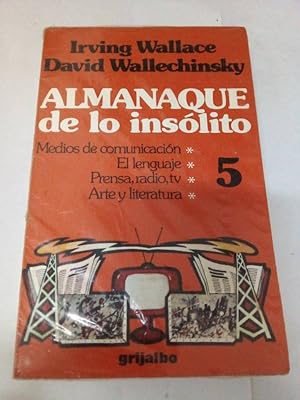 Irving Wallace
David Wallechinsky
ALMANAQUE
de lo insólito
Medios de comunicación *
El lenguaje *
Prensa, radio, tv *
Arte y literatura *
5
grijalbo